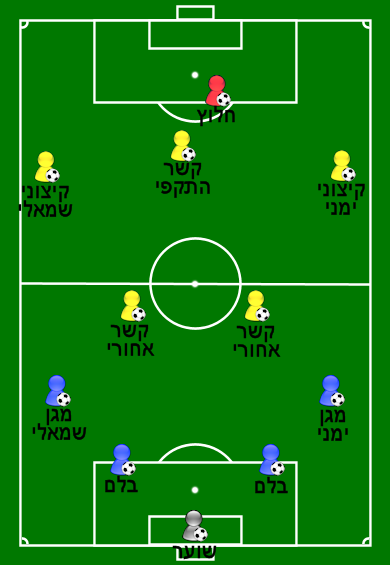 חלוץ
קשר
התקפי
קיצוני
שמאלי
קיצוני
ימני
קשר
אחורי
קשר
אחורי
מגן
שמאלי
מגן
ימני
בלם
בלם
שוער